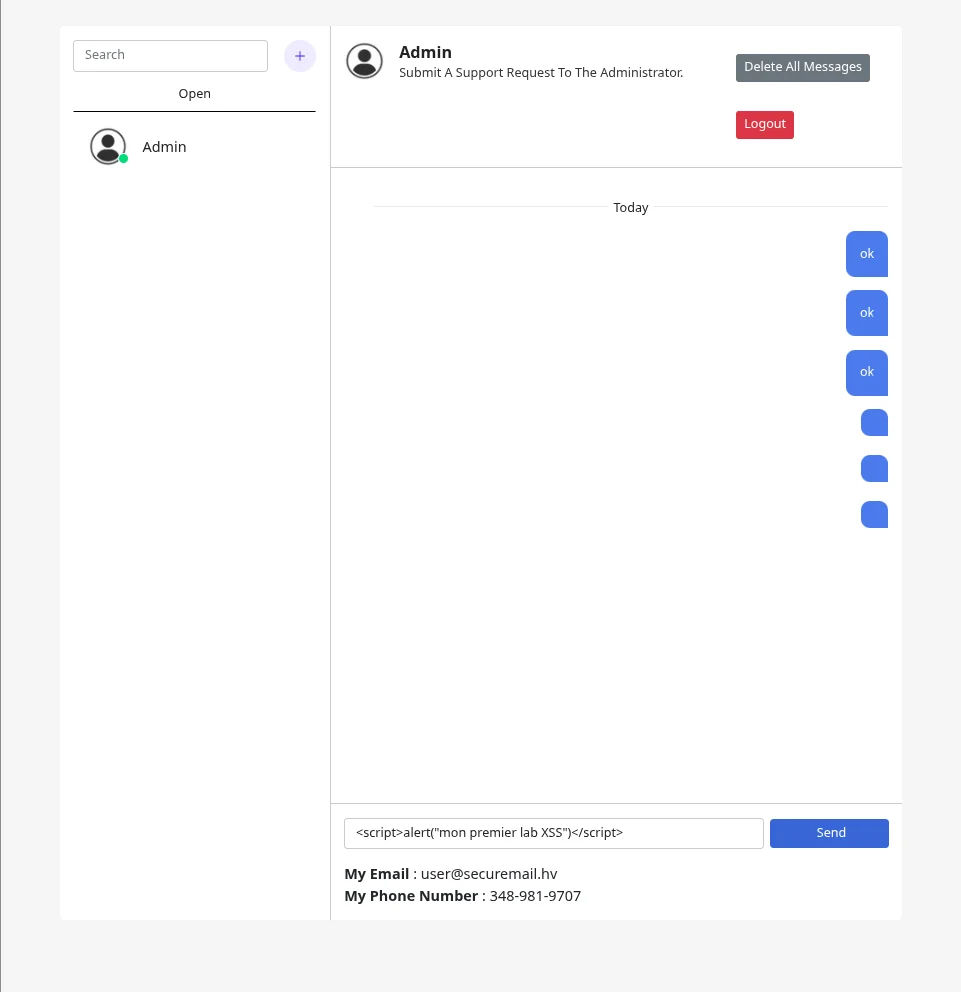 Search
+
Open
Admin
Admin
Submit A Support Request To The Administrator.
Delete All Messages
Logout
Today
ok
ok
ok
<script>alert("mon premier lab XSS")</script>
Send
My Email : user@securemail.hv
My Phone Number : 348-981-9707